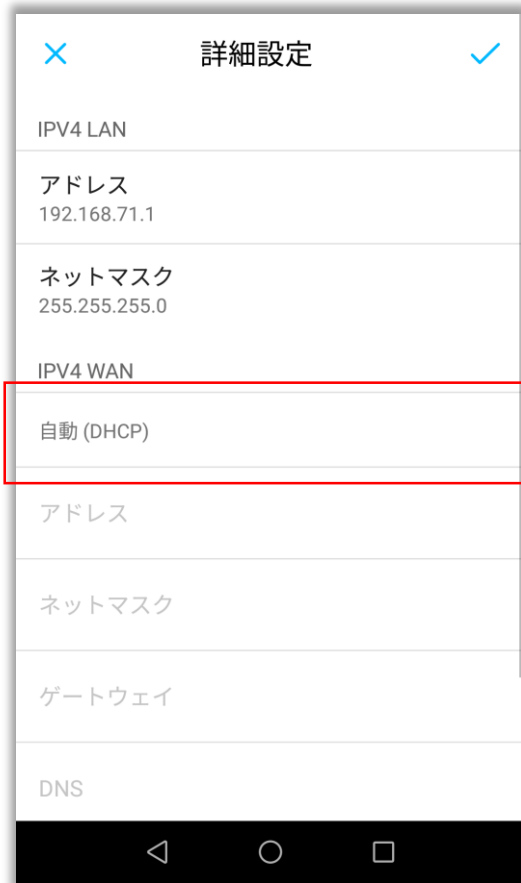 詳細設定
IPV4 LAN
アドレス
192.168.71.1
ネットマスク
255.255.255.0
IPV4 WAN
自動 (DHCP)
アドレス
ネットマスク
ゲートウェイ
DNS